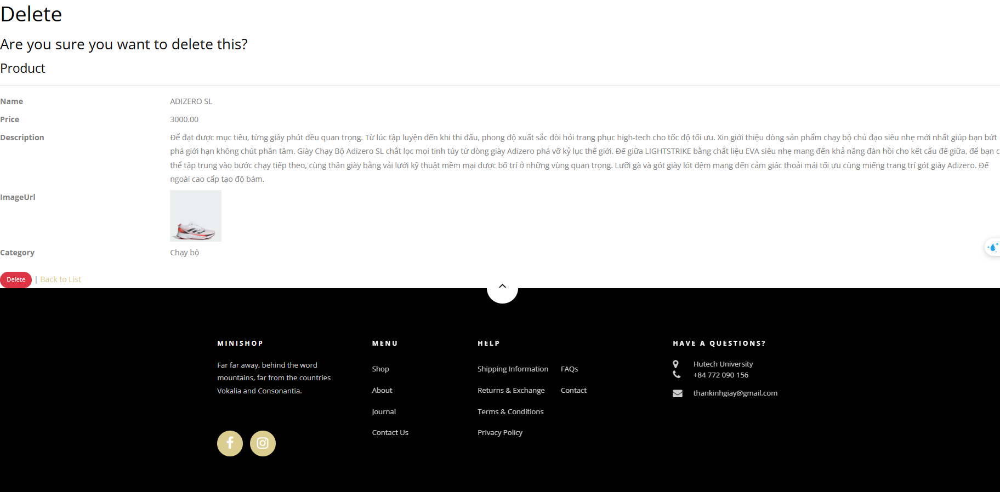 Delete
Are you sure you want to delete this?
Product
Name ADIZERO SL
Price 3000.00
Description Để đạt được mục tiêu, từng giây phút đều quan trọng. Từ lúc tập luyện đến khi thi đấu, phong độ xuất sắc đòi hỏi trang phục high-tech cho tốc độ tối ưu. Xin giới thiệu dòng sản phẩm chạy bộ chủ đạo siêu nhẹ mới nhất giúp bạn bứt
phá giới hạn không chút phân tâm. Giày Chạy Bộ Adizero SL chắt lọc mọi tinh túy từ dòng giày Adizero phá vỡ kỷ lục thế giới. Đế giữa LIGHTSTRIKE bằng chất liệu EVA siêu nhẹ mang đến khả năng đàn hồi cho kết cấu đế giữa, để bạn c
thể tập trung vào bước chạy tiếp theo, cùng thân giày bằng vải lưới kỹ thuật mềm mại được bố trí ở những vùng quan trọng. Lưỡi gà và gót giày lót đệm mang đến cảm giác thoải mái tối ưu cùng miếng trang trí gót giày Adizero. Đế
ngoài cao cấp tạo độ bám.
ImageUrl
Category Chạy bộ
Delete | Back to List
MINISHOP
Far far away, behind the word
mountains, far from the countries
Vokalia and Consonantia.
MENU
Shop
About
Journal
Contact Us
HELP
Shipping Information
Returns & Exchange
Terms & Conditions
Privacy Policy
FAQs
Contact
HAVE A QUESTIONS?
Hutech University
+84 772 090 156
thankinhgiay@gmail.com